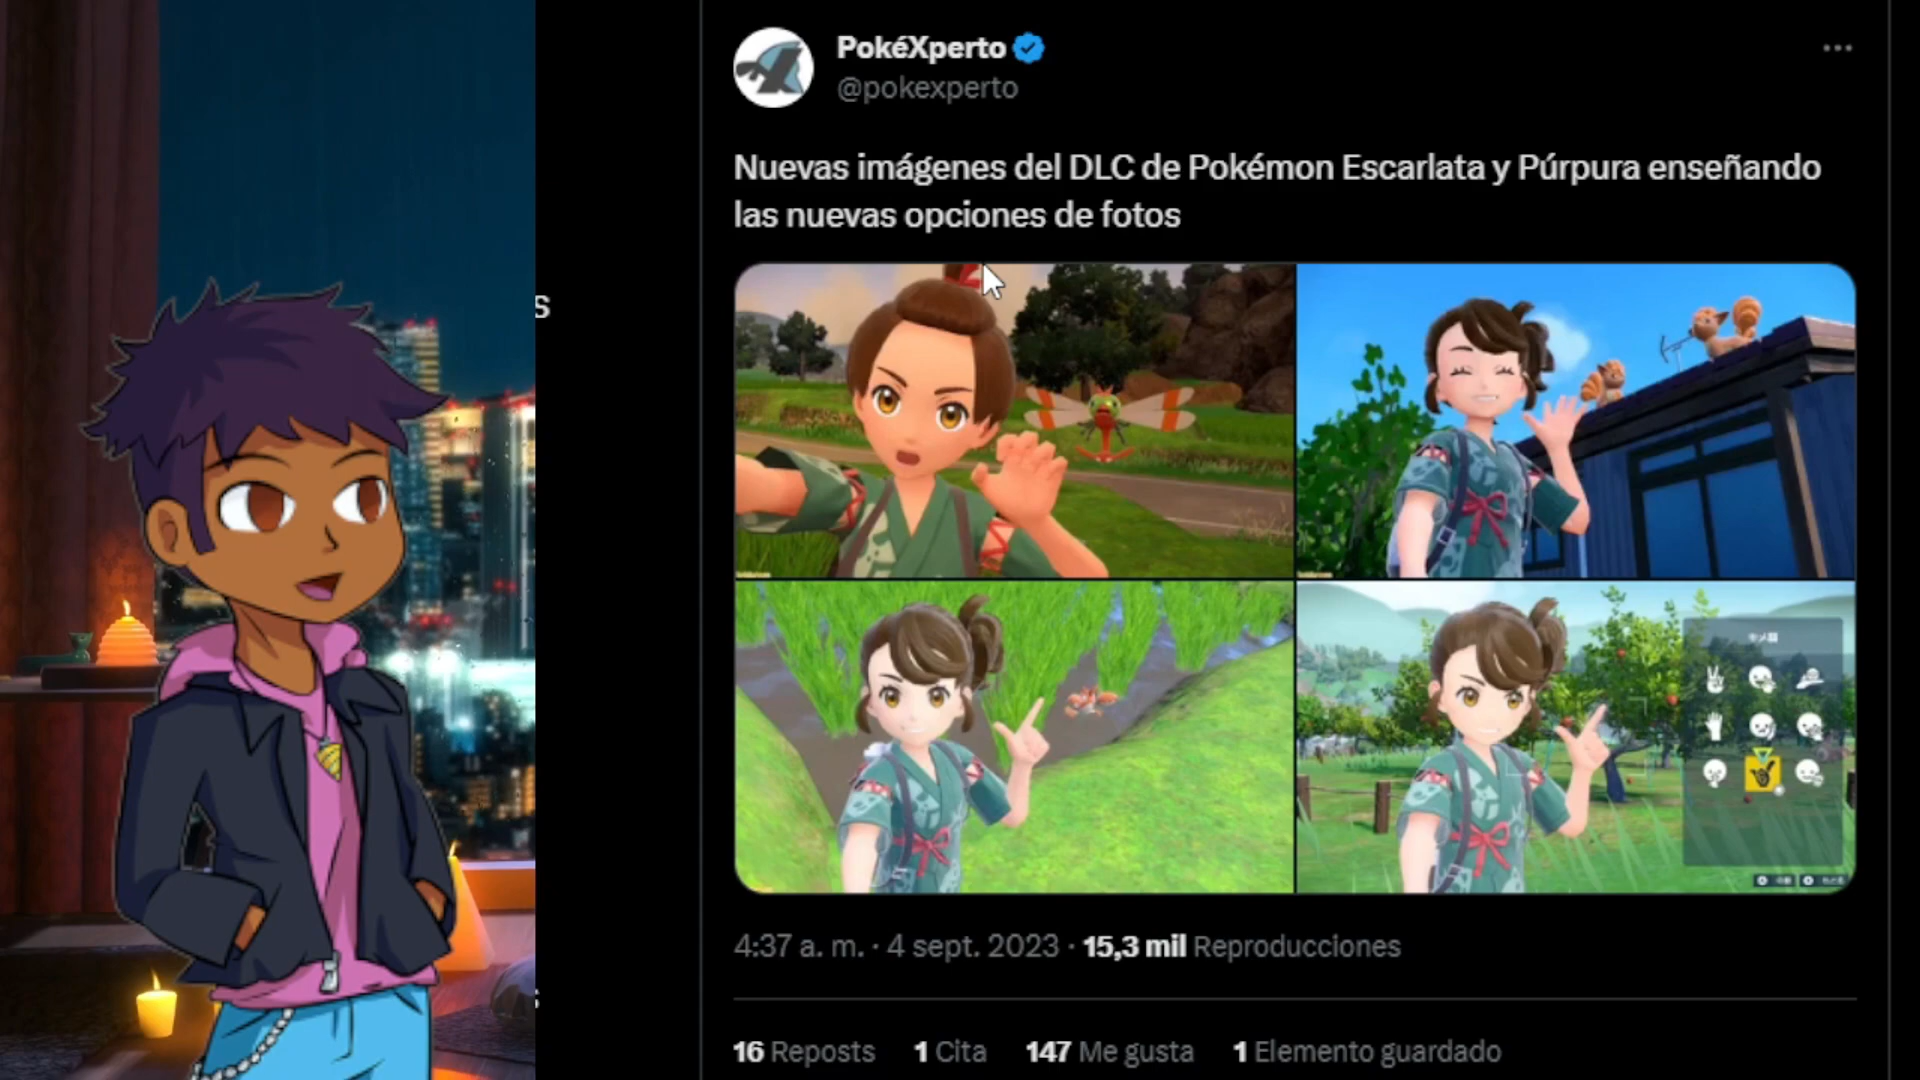 PokéXperto
@pokexperto
Nuevas imágenes del DLC de Pokémon Escarlata y Púrpura enseñando
las nuevas opciones de fotos
s
4:37 a. m. · 4 sept. 2023 · 15,3 mil Reproducciones
16 Reposts 1 Cita 147 Me gusta 1 Elemento guardado